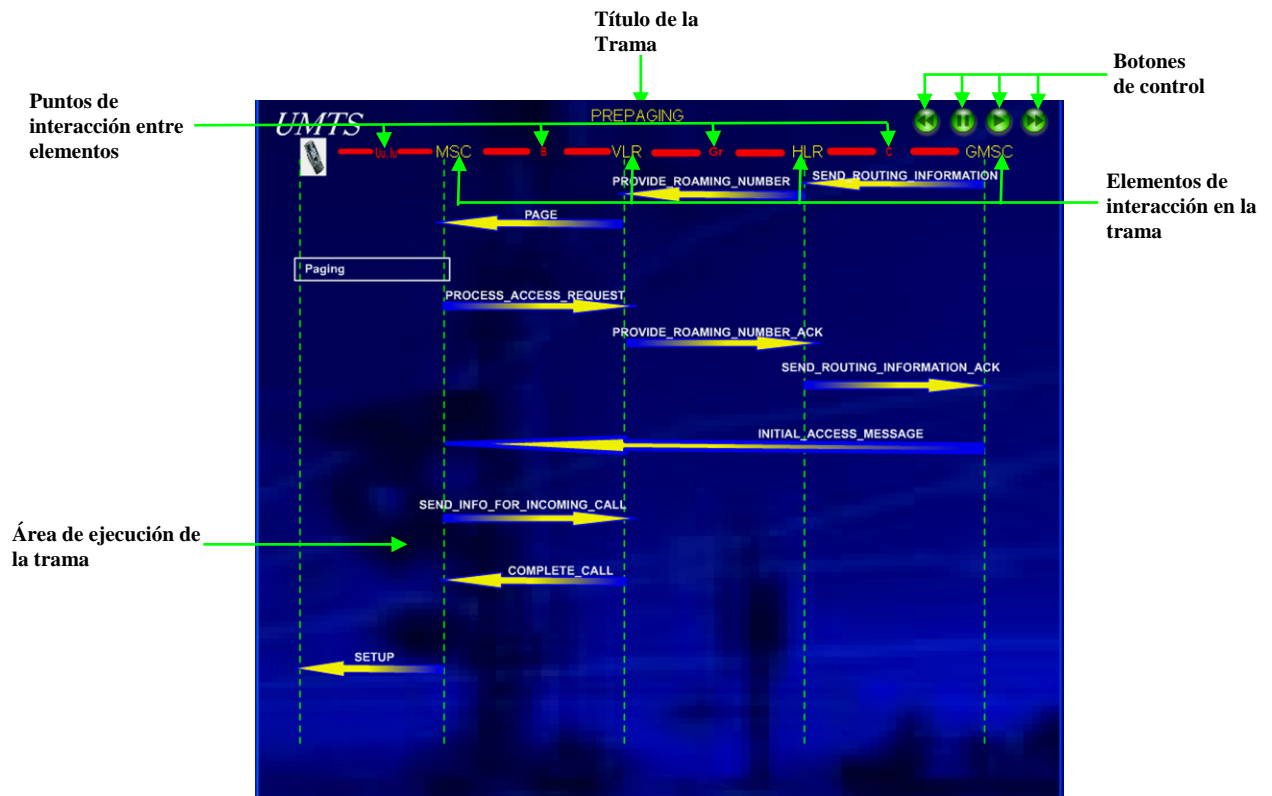 Título de la
Trama
Botones
de control
Puntos de
interacción entre
elementos
UMTS
PREPAGING
Uu, Iu
MSC
B
VLR
Gr
HLR
C
GMSC
PROVIDE_ROAMING_NUMBER
SEND_ROUTING_INFORMATION
Elementos de
interacción en la
trama
PAGE
Paging
PROCESS_ACCESS_REQUEST
PROVIDE_ROAMING_NUMBER_ACK
SEND_ROUTING_INFORMATION_ACK
INITIAL_ACCESS_MESSAGE
SEND_INFO_FOR_INCOMING_CALL
Área de ejecución de
la trama
COMPLETE_CALL
SETUP